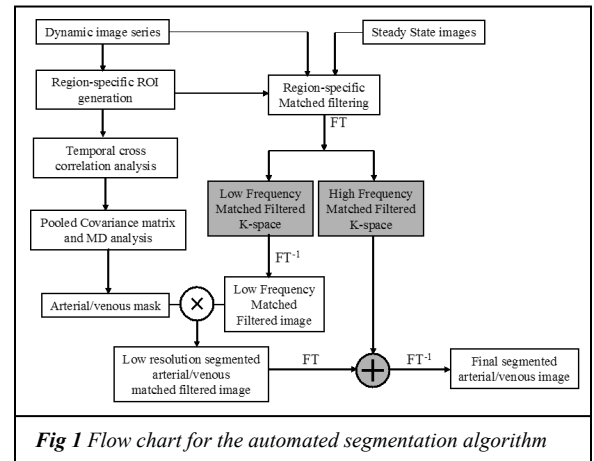 Dynamic image series
Steady State images
Region-specific ROI
generation
Region-specific
Matched filtering
FT
Temporal cross
correlation analysis
Low Frequency
Matched Filtered
K-space
High Frequency
Matched Filtered
K-space
Pooled Covariance matrix
and MD analysis
FT-1
Arterial/venous mask
×
Low Frequency
Matched
Filtered image
Low resolution segmented
arterial/venous
matched filtered image
FT
+
FT-1
Final segmented
arterial/venous image
Fig 1 Flow chart for the automated segmentation algorithm